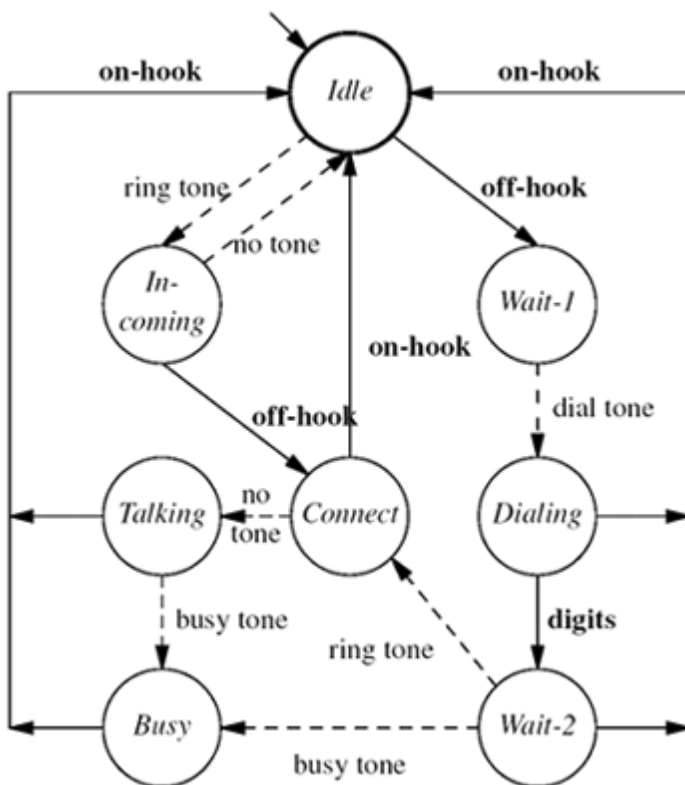 on-hook
Idle
on-hook
ring tone
off-hook
no tone
In-
coming
Wait-1
on-hook
dial tone
off-hook
Talking
no
tone
Connect
Dialing
busy tone
digits
ring tone
Busy
Wait-2
busy tone